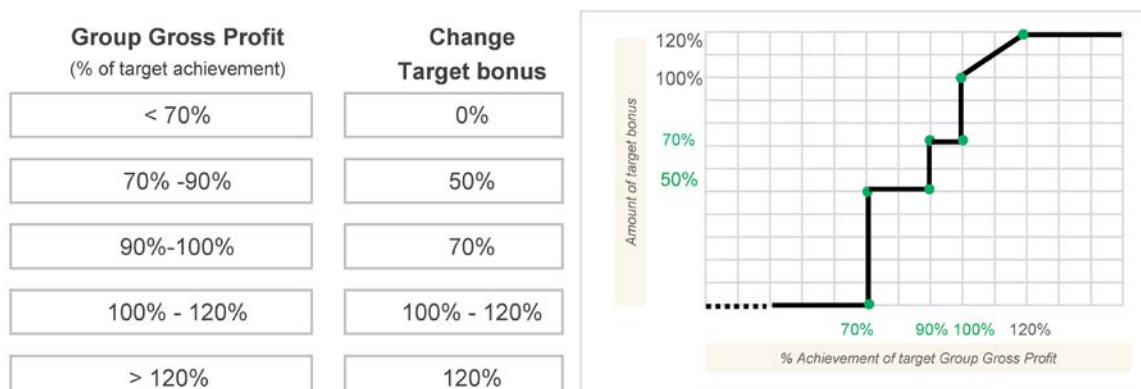 Group Gross Profit
(% of target achievement)
Change
Target bonus
< 70%
0%
70% -90%
50%
90%-100%
70%
100% - 120%
100% - 120%
> 120%
120%
Amount of target bonus
120%
100%
70%
50%
70%
90%
100%
120%
% Achievement of target Group Gross Profit